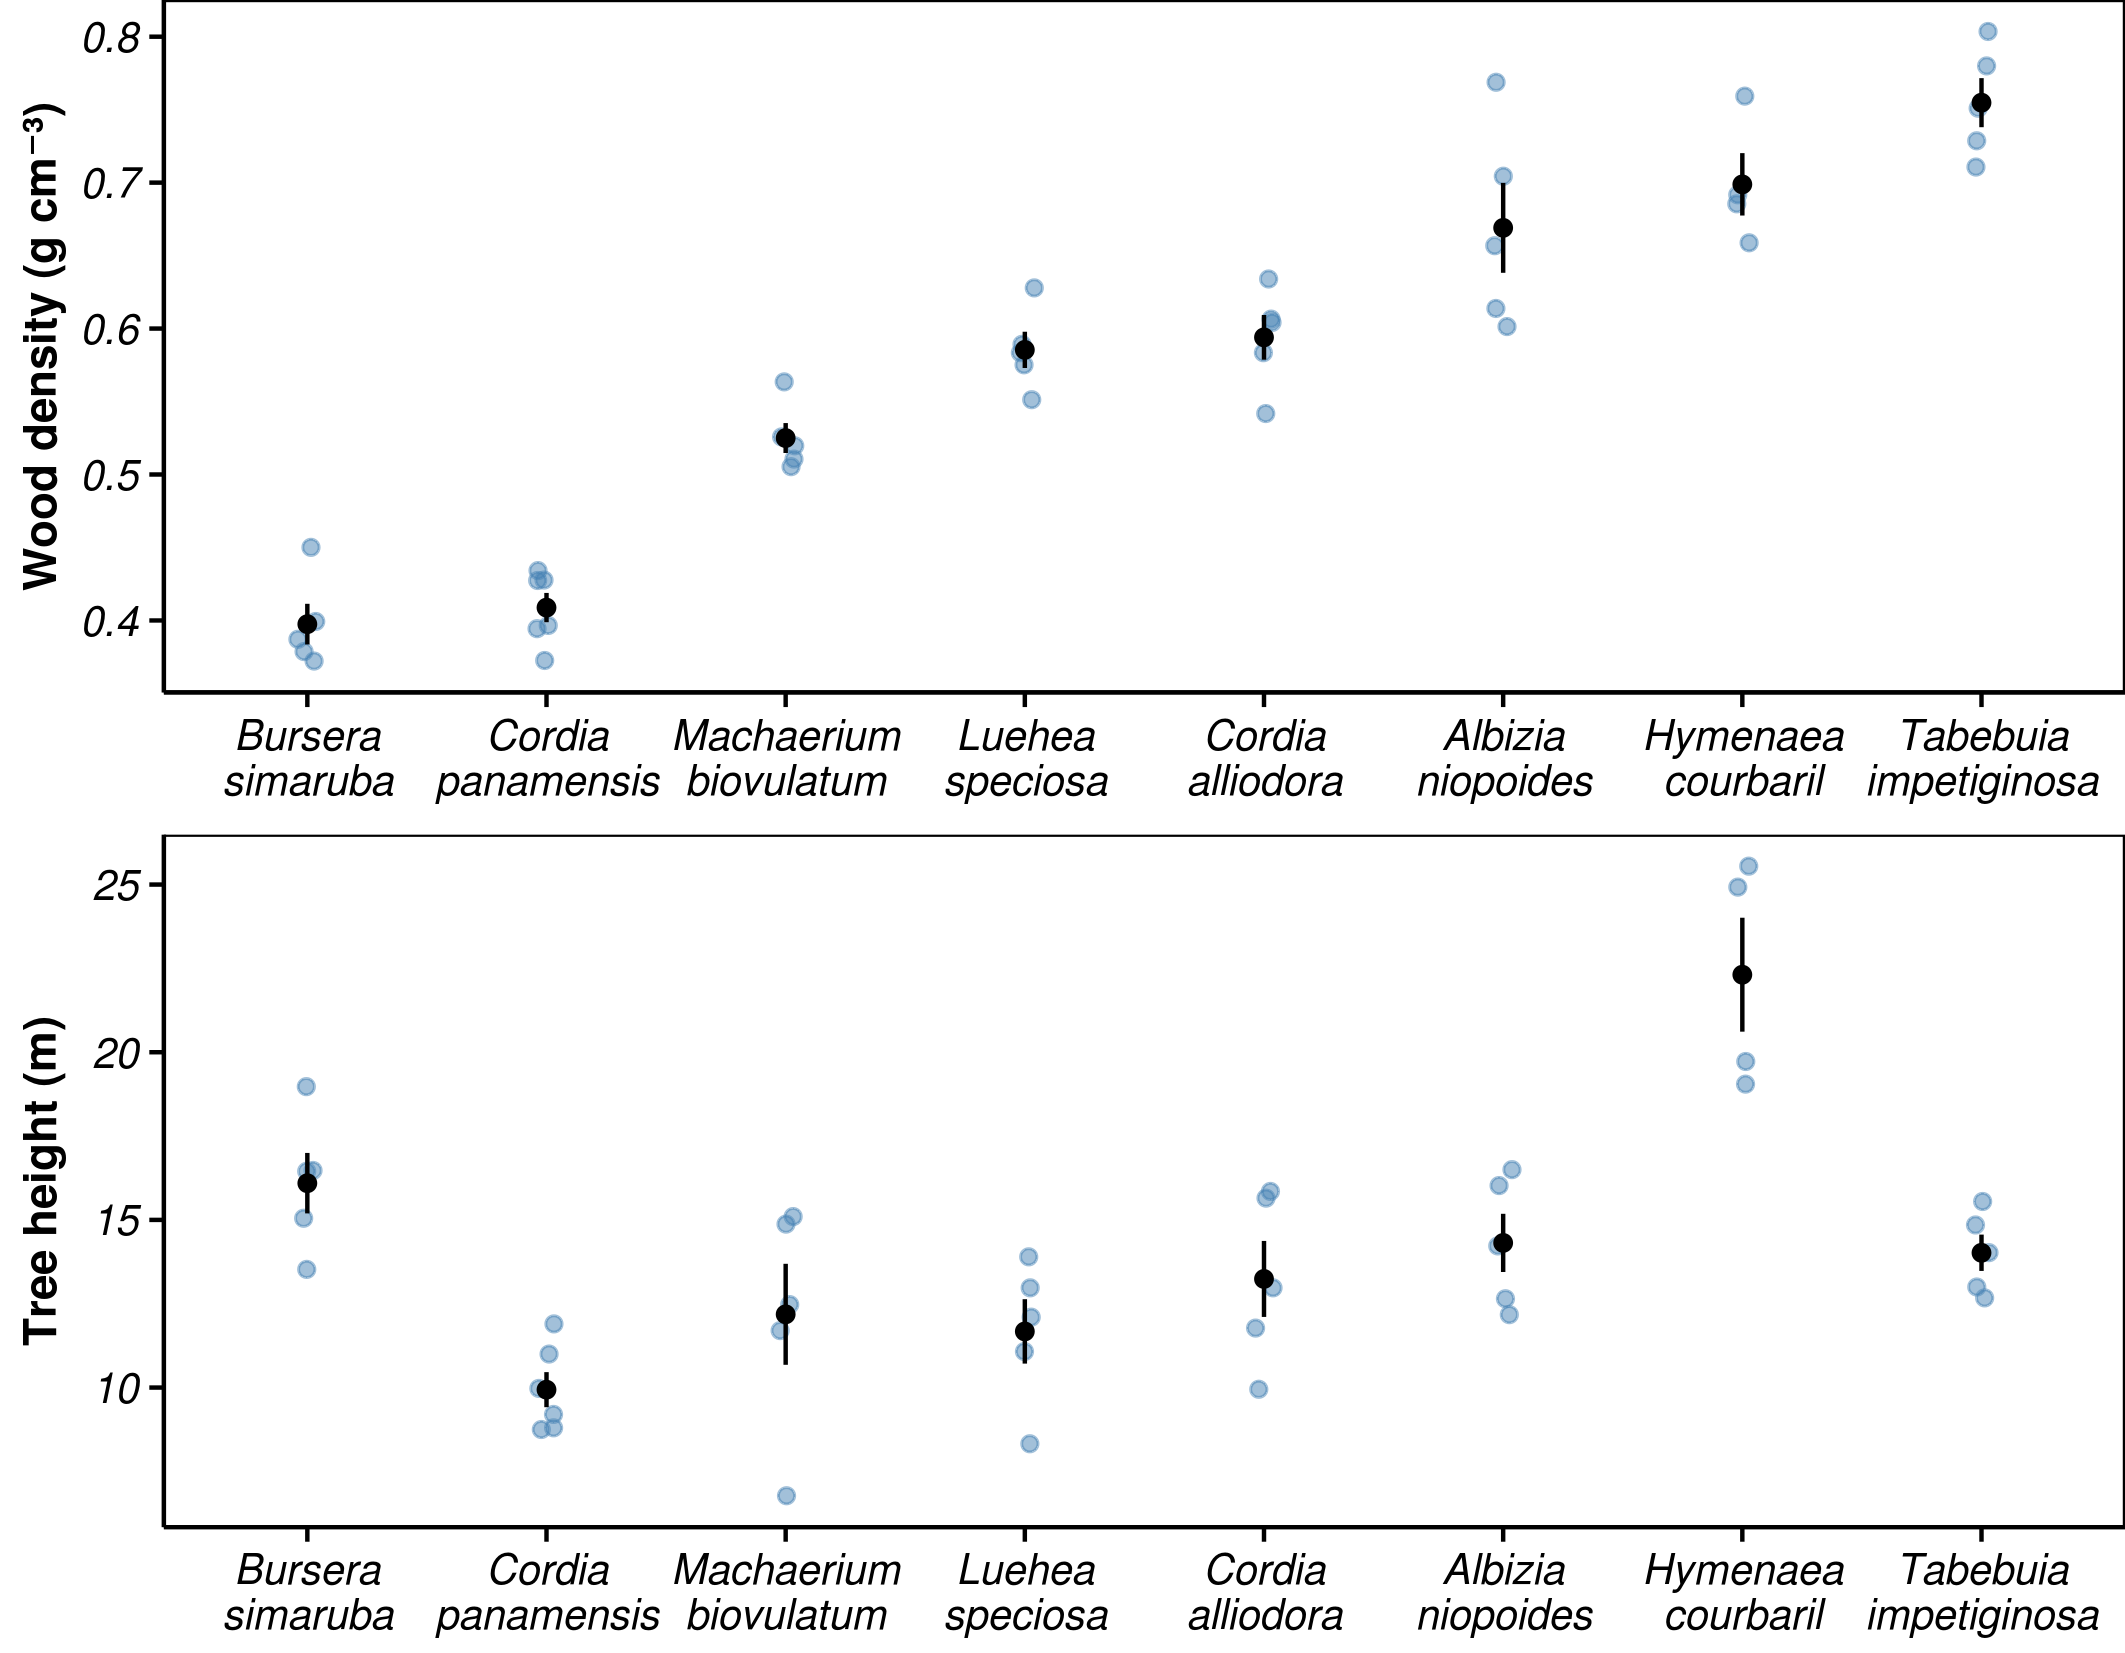 Wood density (g cm⁻³)
0.8
0.7
0.6
0.5
0.4
Bursera Cordia Machaerium Luehea Cordia Albizia Hymenaea Tabebuia
simaruba panamensis biovulatum speciosa alliodora niopoides courbaril impetiginosa
Tree height (m)
25
20
15
10
Bursera Cordia Machaerium Luehea Cordia Albizia Hymenaea Tabebuia
simaruba panamensis biovulatum speciosa alliodora niopoides courbaril impetiginosa